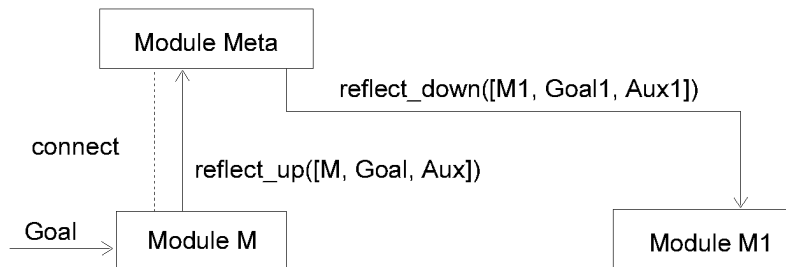 Module Meta
reflect_down([M1, Goal1, Aux1])
connect
reflect_up([M, Goal, Aux])
Goal
Module M
Module M1